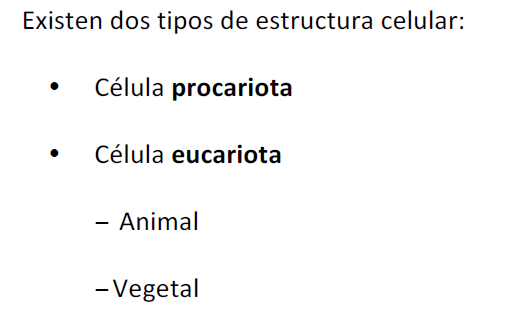 Existen dos tipos de estructura celular:
• Célula procariota
• Célula eucariota
– Animal
–Vegetal